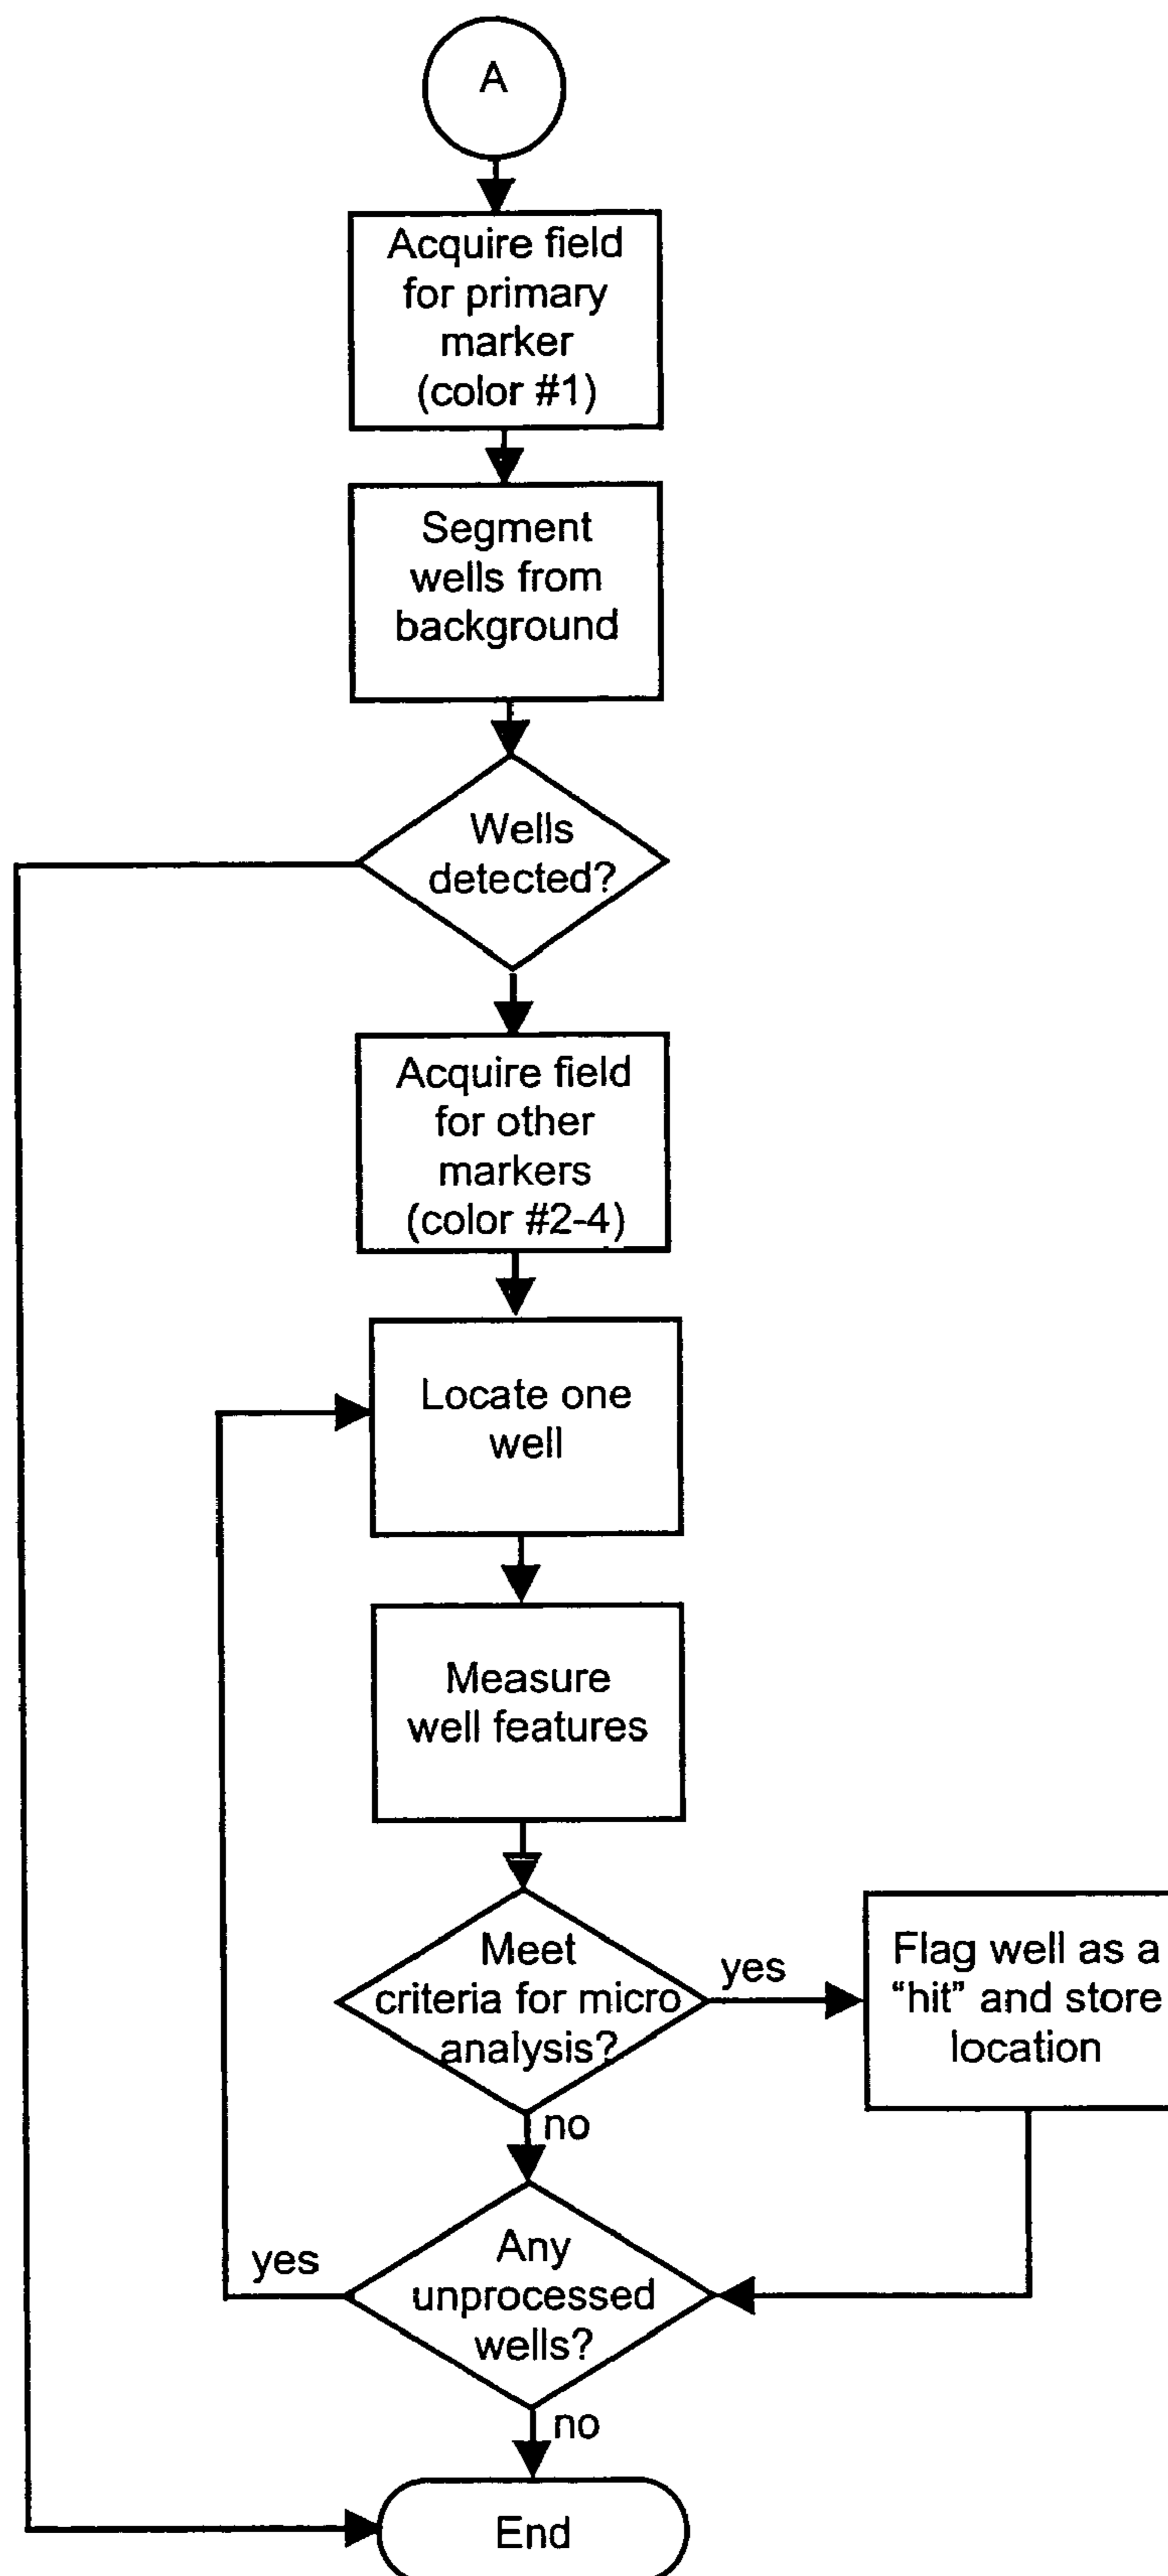 A
Acquire field
for primary
marker
(color #1)
Segment
wells from
background
Wells
detected?
Acquire field
for other
markers
(color #2-4)
Locate one
well
Measure
well features
Meet
criteria for micro
analysis?
yes
Flag well as a
“hit” and store
location
no
Any
unprocessed
wells?
yes
no
End